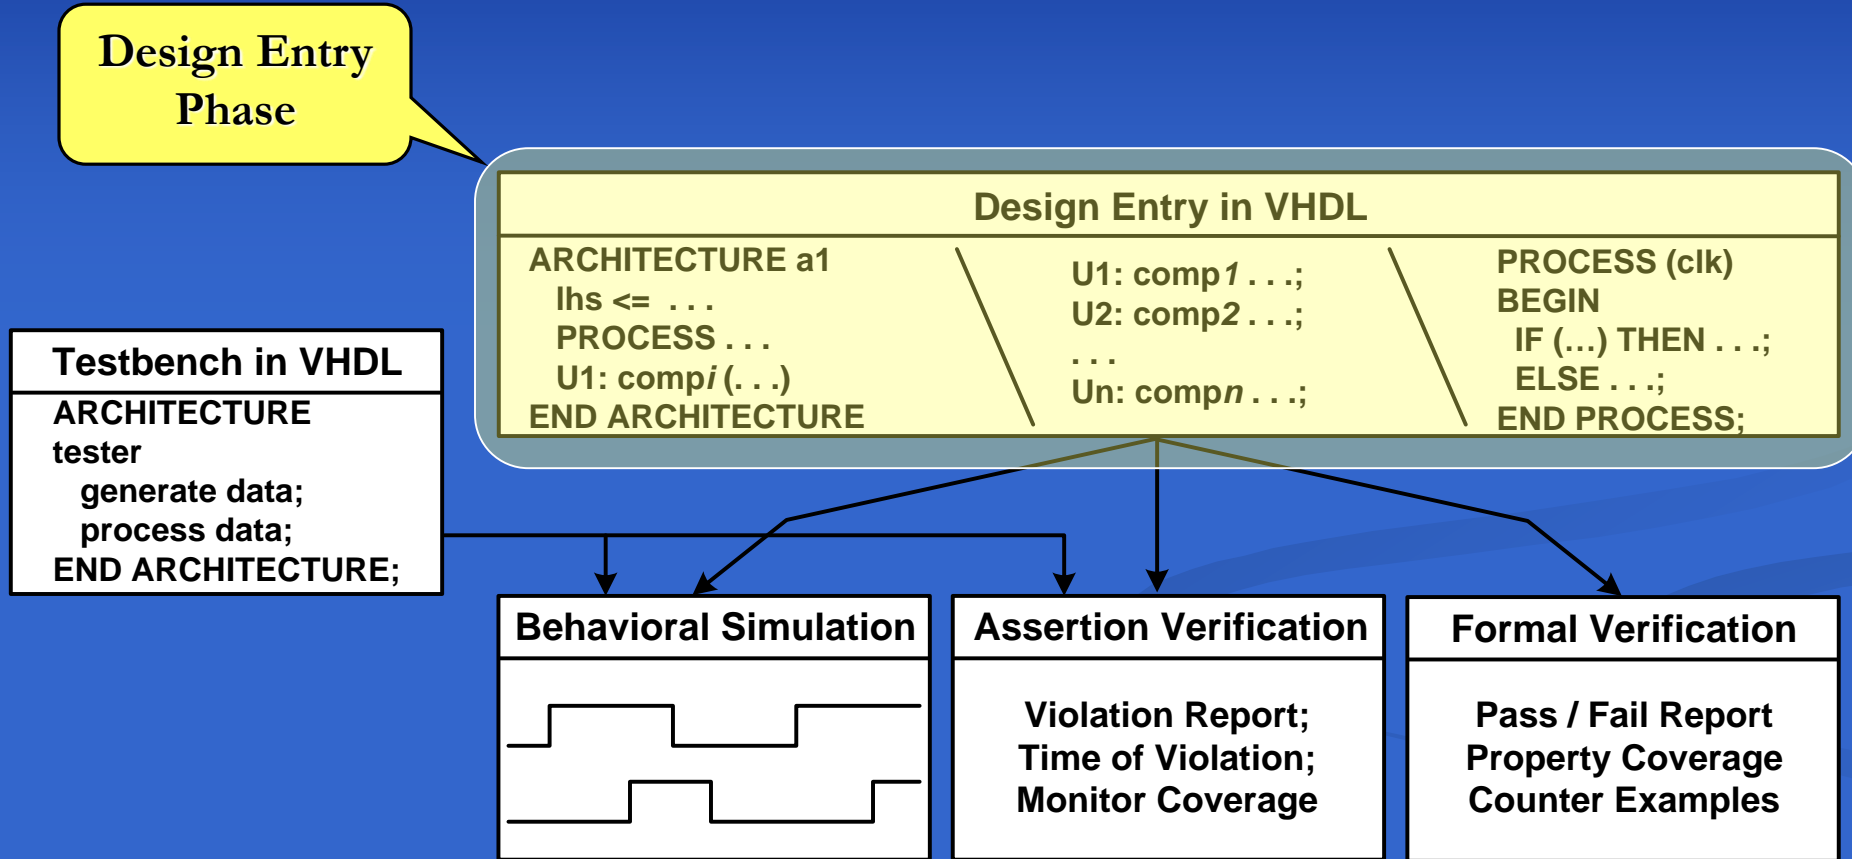 Design Entry
Phase
Design Entry in VHDL
ARCHITECTURE a1
lhs <= . . .
PROCESS . . .
U1: compi (. . .)
END ARCHITECTURE
U1: comp1 . . .;
U2: comp2 . . .;
. . .
Un: compn . . .;
PROCESS (clk)
BEGIN
IF (…) THEN . . .;
ELSE . . .;
END PROCESS;
Testbench in VHDL
ARCHITECTURE
tester
generate data;
process data;
END ARCHITECTURE;
Behavioral Simulation
Assertion Verification
Violation Report;
Time of Violation;
Monitor Coverage
Formal Verification
Pass / Fail Report
Property Coverage
Counter Examples